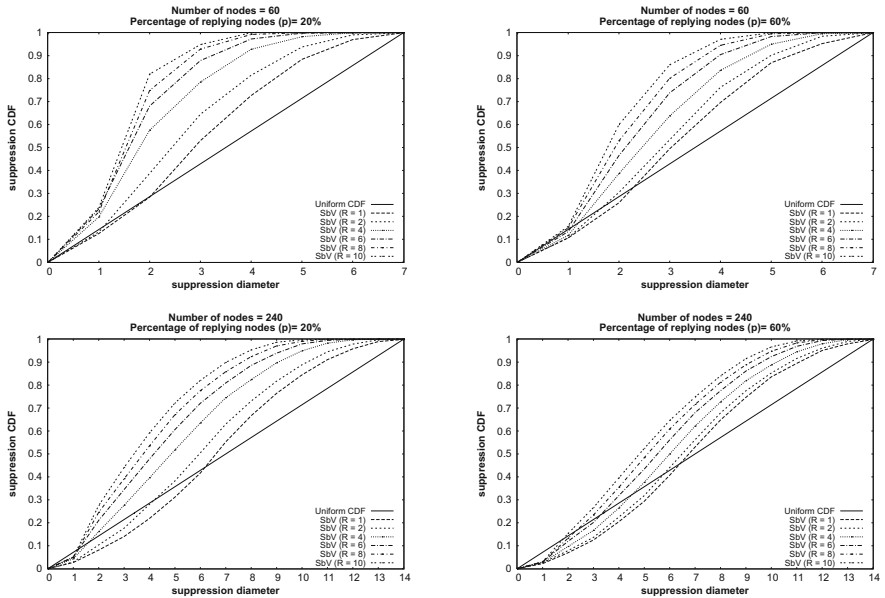 Number of nodes = 60
Percentage of replying nodes (p)= 20%
1
0.9
0.8
0.7
0.6
0.5
0.4
0.3
0.2
0.1
0
suppression CDF
Uniform CDF
SbV (R = 1)
SbV (R = 2)
SbV (R = 4)
SbV (R = 6)
SbV (R = 8)
SbV (R = 10)
0 1 2 3 4 5 6 7
suppression diameter
Number of nodes = 60
Percentage of replying nodes (p)= 60%
1
0.9
0.8
0.7
0.6
0.5
0.4
0.3
0.2
0.1
0
suppression CDF
Uniform CDF
SbV (R = 1)
SbV (R = 2)
SbV (R = 4)
SbV (R = 6)
SbV (R = 8)
SbV (R = 10)
0 1 2 3 4 5 6 7
suppression diameter
Number of nodes = 240
Percentage of replying nodes (p)= 20%
1
0.9
0.8
0.7
0.6
0.5
0.4
0.3
0.2
0.1
0
suppression CDF
Uniform CDF
SbV (R = 1)
SbV (R = 2)
SbV (R = 4)
SbV (R = 6)
SbV (R = 8)
SbV (R = 10)
0 1 2 3 4 5 6 7 8 9 10 11 12 13 14
suppression diameter
Number of nodes = 240
Percentage of replying nodes (p)= 60%
1
0.9
0.8
0.7
0.6
0.5
0.4
0.3
0.2
0.1
0
suppression CDF
Uniform CDF
SbV (R = 1)
SbV (R = 2)
SbV (R = 4)
SbV (R = 6)
SbV (R = 8)
SbV (R = 10)
0 1 2 3 4 5 6 7 8 9 10 11 12 13 14
suppression diameter